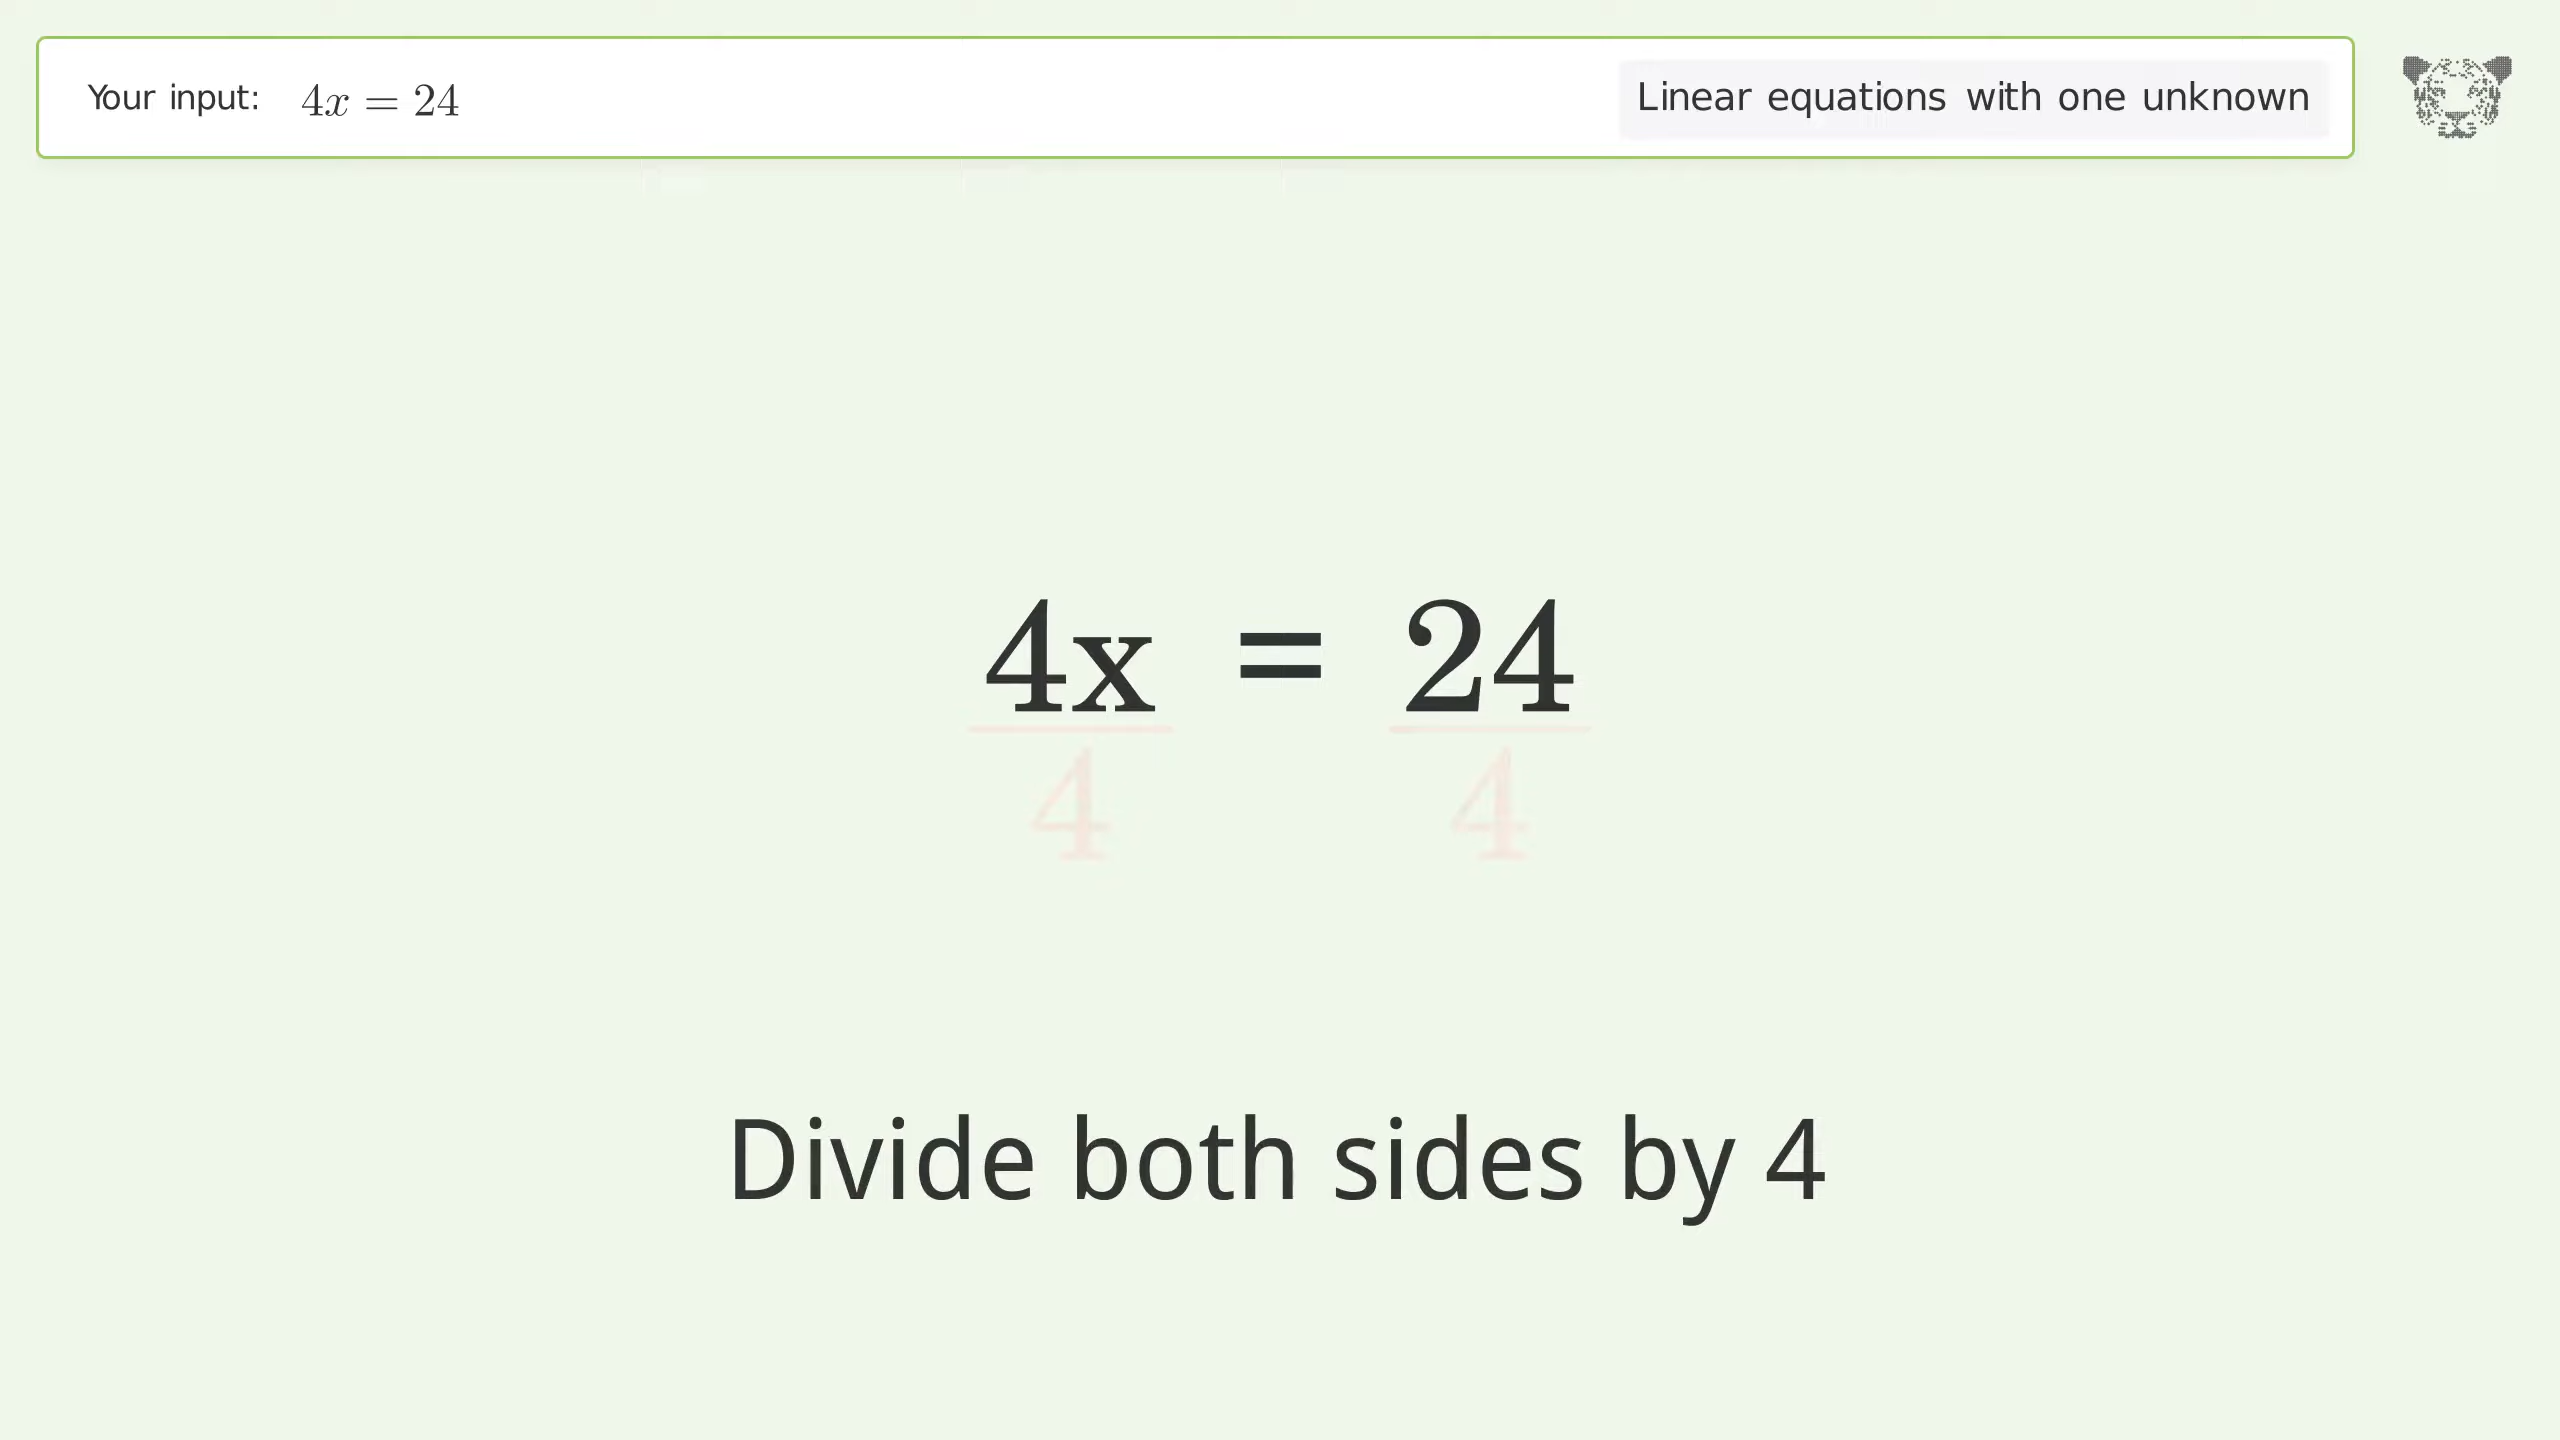 Your input: 4x = 24
Linear equations with one unknown
4x = 24
4 4
Divide both sides by 4